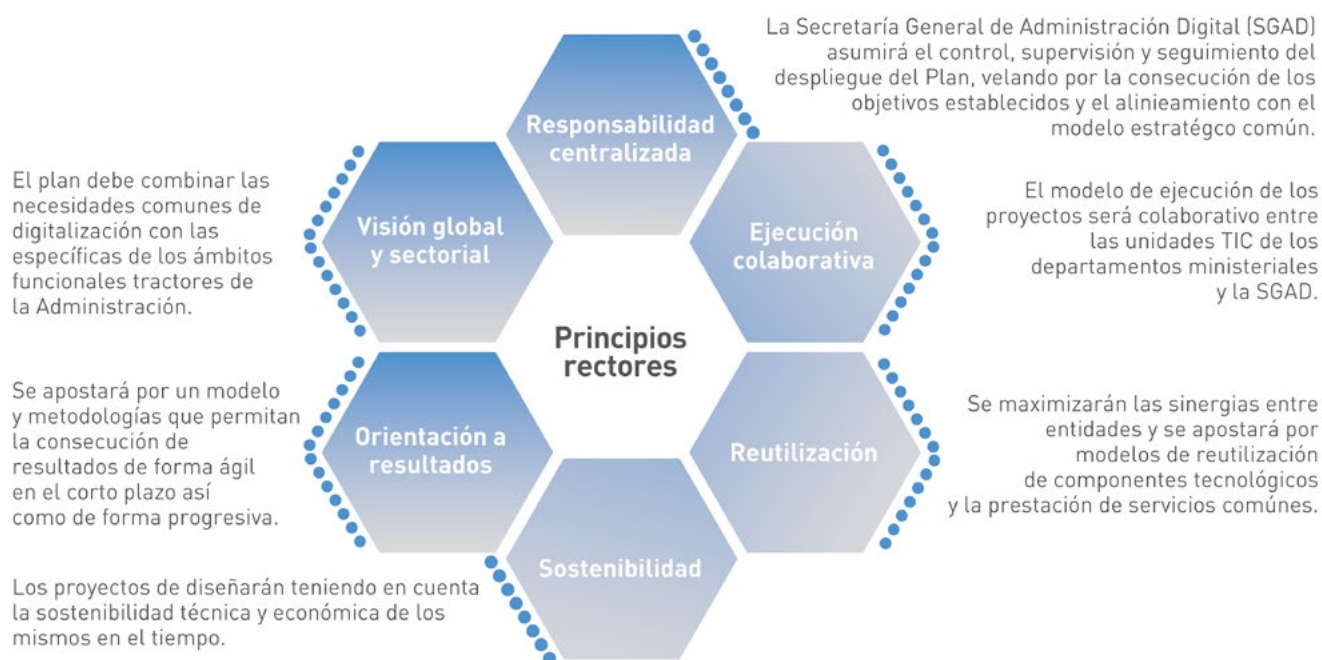 La Secretaría General de Administración Digital (SGAD)
asumirá el control, supervisión y seguimiento del
despliegue del Plan, velando por la consecución de los
objetivos establecidos y el alinieamiento con el
modelo estratégco común.
Responsabilidad
centralizada
El plan debe combinar las
necesidades comunes de
digitalización con las
específicas de los ámbitos
funcionales tractores de
la Administración.
Visión global
y sectorial
Ejecución
colaborativa
El modelo de ejecución de los
proyectos será colaborativo entre
las unidades TIC de los
departamentos ministeriales
y la SGAD.
Principios
rectores
Se apostará por un modelo
y metodologías que permitan
la consecución de
resultados de forma ágil
en el corto plazo así
como de forma progresiva.
Orientación a
resultados
Reutilización
Se maximizarán las sinergias entre
entidades y se apostará por
modelos de reutilización
de componentes tecnológicos
y la prestación de servicios comúnes.
Sostenibilidad
Los proyectos de diseñarán teniendo en cuenta
la sostenibilidad técnica y económica de los
mismos en el tiempo.